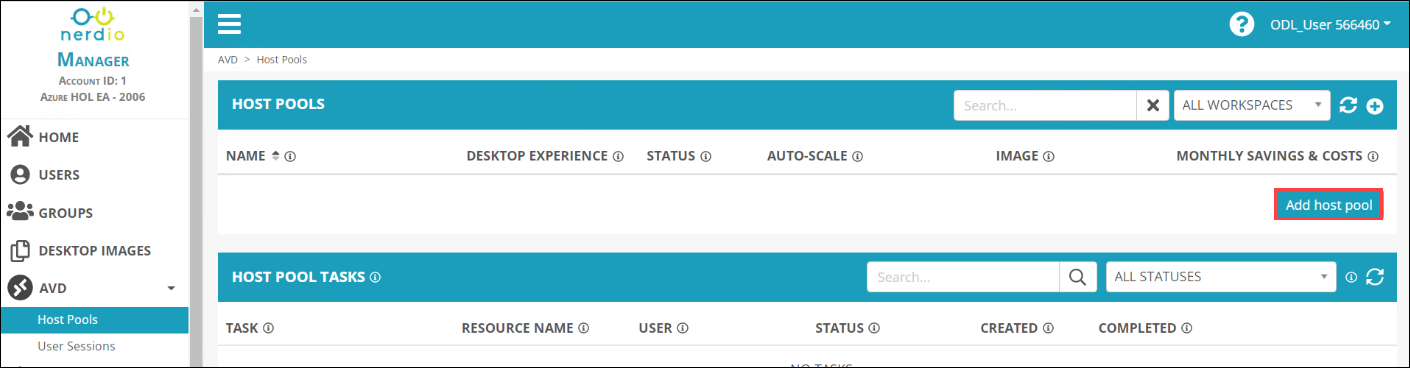 nerdio
MANAGER
ACCOUNT ID: 1
AZURE HOL EA - 2006
HOME
USERS
GROUPS
DESKTOP IMAGES
AVD
Host Pools
User Sessions
ODL_User 566460
AVD > Host Pools
HOST POOLS
Search...
ALL WORKSPACES
NAME DESKTOP EXPERIENCE STATUS AUTO-SCALE IMAGE MONTHLY SAVINGS & COSTS
Add host pool
HOST POOL TASKS
Search...
ALL STATUSES
TASK RESOURCE NAME USER STATUS CREATED COMPLETED
NO TASKS